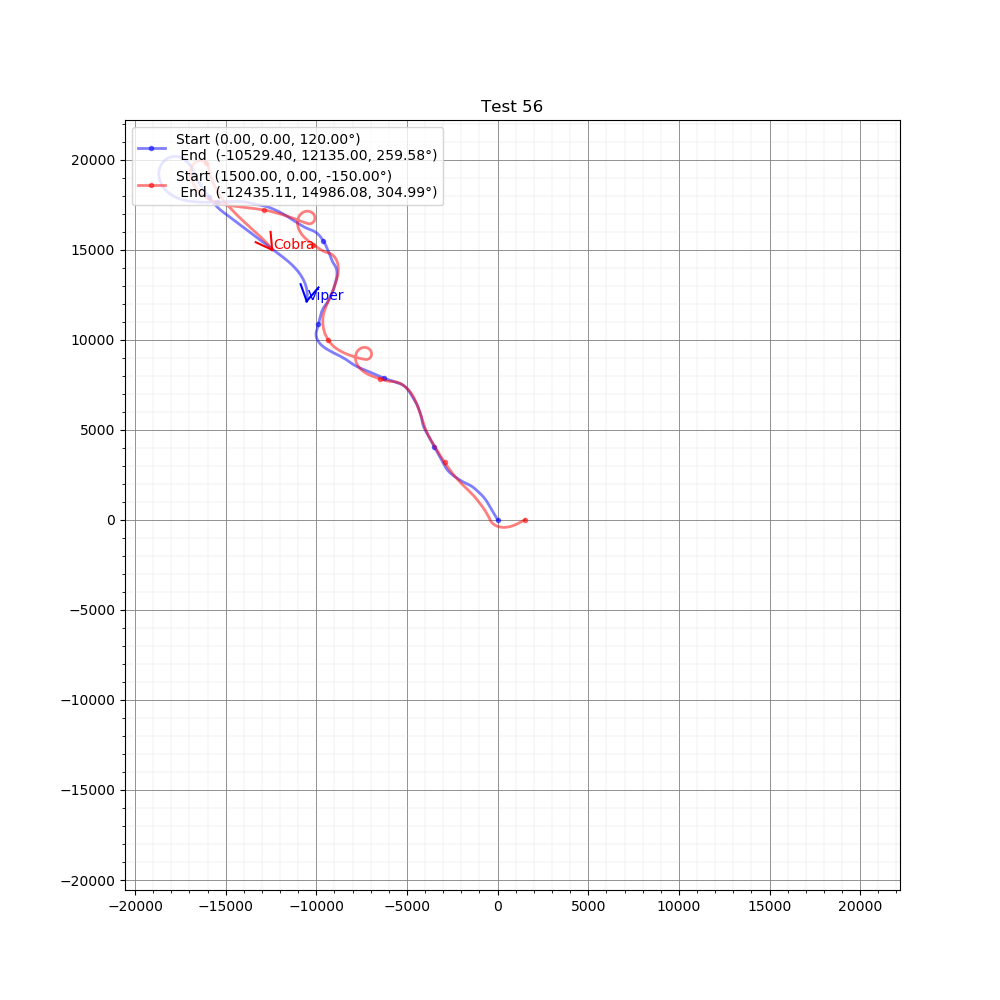 Test 56
Start (0.00, 0.00, 120.00°)
End (-10529.40, 12135.00, 259.58°)
Start (1500.00, 0.00, -150.00°)
End (-12435.11, 14986.08, 304.99°)
20000
15000
10000
5000
0
−5000
−10000
−15000
−20000
Cobra
Viper
−20000 −15000 −10000 −5000 0 5000 10000 15000 20000